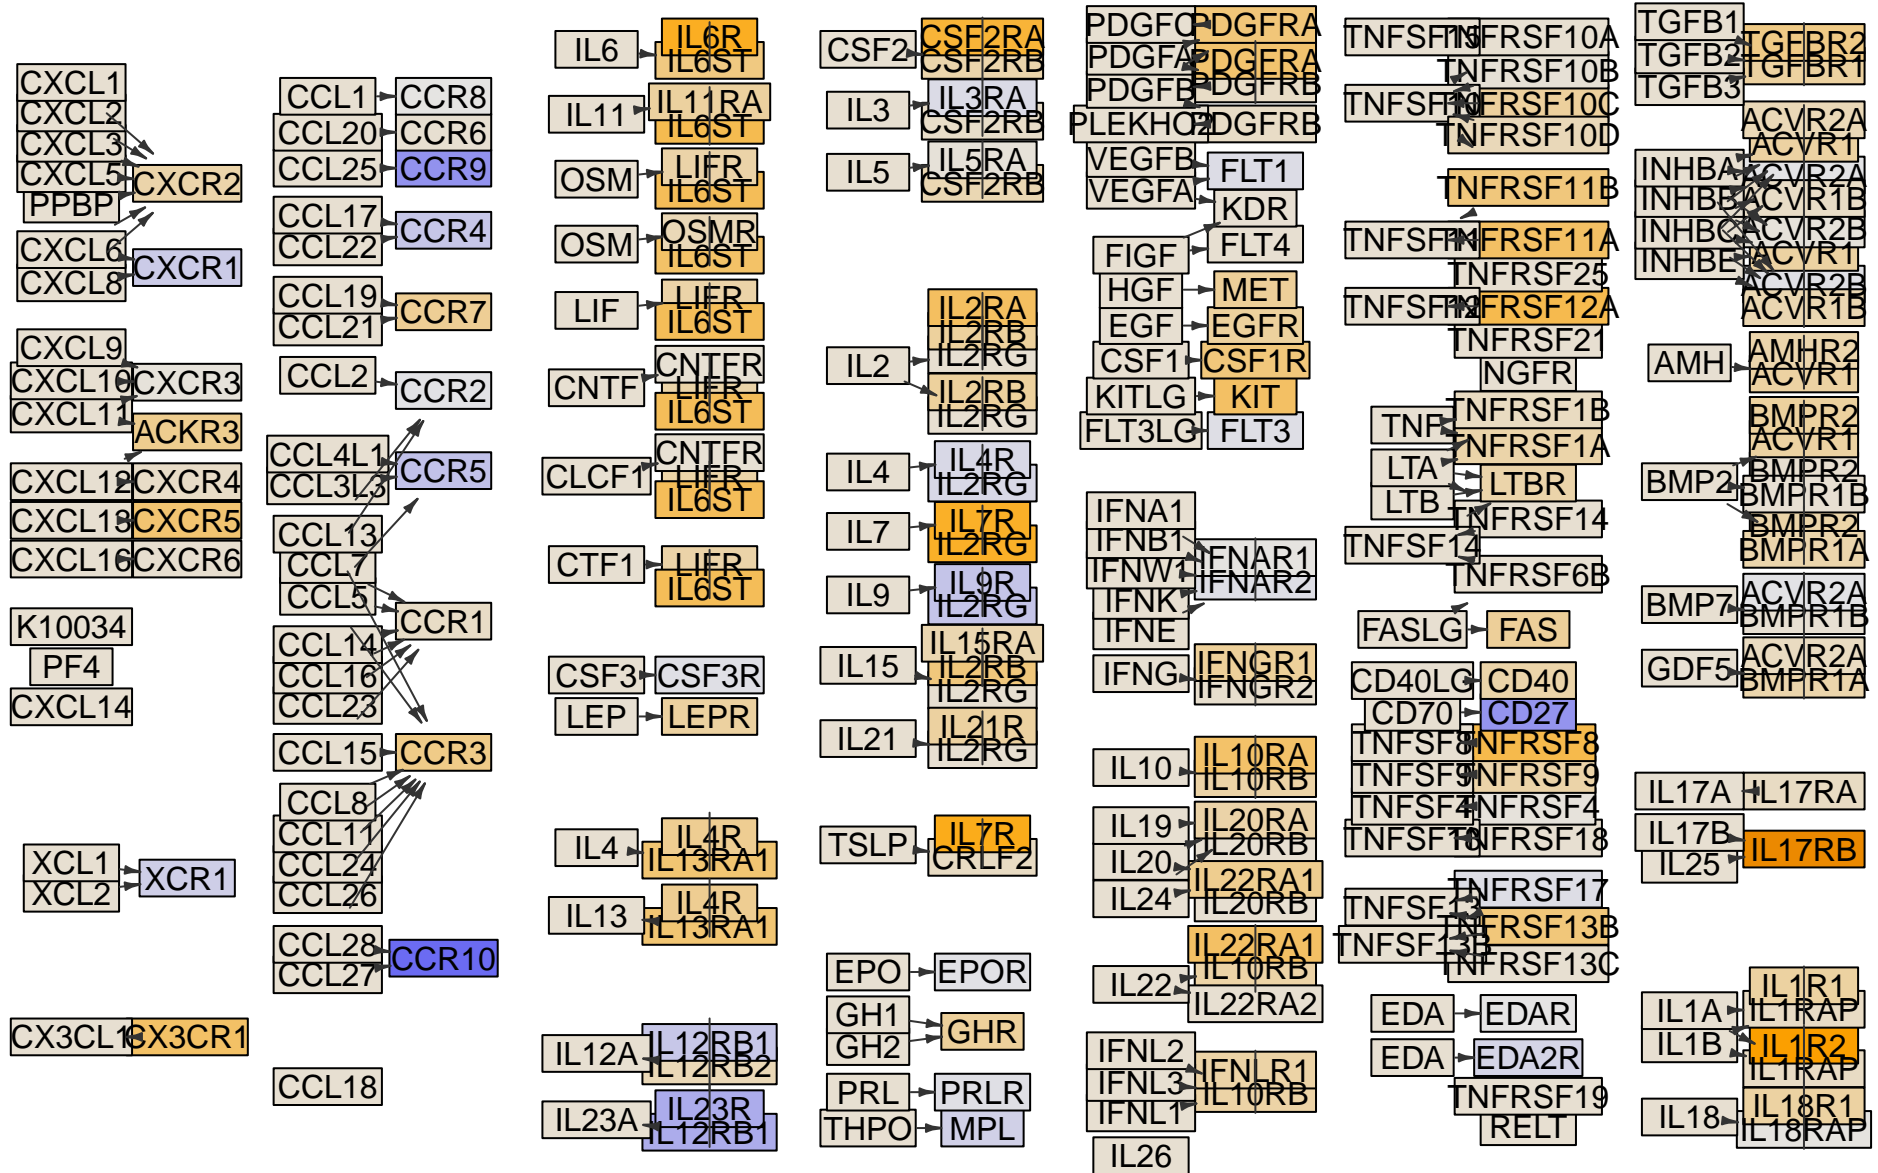 CXCL1
CXCL2
CXCL3
CXCL5
PPBP
CXCL6
CXCL8
CXCR2
CXCR1
CXCL9
CXCL10
CXCL11
CXCR3
ACKR3
CXCL12
CXCR4
CXCL13
CXCR5
CXCL16
CXCR6
K10034
PF4
CXCL14
XCL1
XCL2
XCR1
CX3CL1
CX3CR1
CCL1
CCR8
CCL20
CCR6
CCL25
CCR9
CCL17
CCL22
CCR4
CCL19
CCL21
CCR7
CCL2
CCR2
CCL4L1
CCL3L3
CCR5
CCL13
CCL7
CCL5
CCR1
CCL14
CCL16
CCL23
CCL15
CCR3
CCL8
CCL11
CCL24
CCL26
CCL28
CCL27
CCR10
CCL18
IL6
IL6R
IL6ST
IL11
IL11RA
IL6ST
OSM
LIFR
IL6ST
OSM
OSMR
IL6ST
LIF
LIFR
IL6ST
CNTF
CNTFR
LIFR
IL6ST
CLCF1
CNTFR
LIFR
IL6ST
CTF1
LIFR
IL6ST
CSF3
CSF3R
LEP
LEPR
IL4
IL4R
IL13RA1
IL13
IL4R
IL13RA1
IL12A
IL12RB1
IL12RB2
IL23A
IL23R
IL12RB1
CSF2
CSF2RA
CSF2RB
IL3
IL3RA
CSF2RB
IL5
IL5RA
CSF2RB
IL2
IL2RA
IL2RB
IL2RG
IL2RB
IL2RG
IL4
IL4R
IL2RG
IL7
IL7R
IL2RG
IL9
IL9R
IL2RG
IL15
IL15RA
IL2RB
IL2RG
IL21
IL21R
IL2RG
TSLP
IL7R
CRLF2
EPO
EPOR
GH1
GH2
GHR
PRL
PRLR
THPO
MPL
PDGFC
PDGFA
PDGFB
PLEKHO2
PDGFRA
PDGFRA
PDGFRB
PDGFRB
VEGFB
VEGFA
FLT1
KDR
FIGF
FLT4
HGF
MET
EGF
EGFR
CSF1
CSF1R
KITLG
KIT
FLT3LG
FLT3
IFNA1
IFNB1
IFNW1
IFNK
IFNE
IFNAR1
IFNAR2
IFNG
IFNGR1
IFNGR2
IL10
IL10RA
IL10RB
IL19
IL20
IL24
IL20RA
IL20RB
IL22RA1
IL20RB
IL22
IL22RA1
IL10RB
IL22RA2
IFNL2
IFNL3
IFNL1
IFNLR1
IL10RB
IL26
TNFSF15
TNFRSF10A
TNFRSF10B
TNFSF10
TNFRSF10C
TNFRSF10D
TNFRSF11B
TNFSF11
TNFRSF11A
TNFRSF25
TNFSF12
TNFRSF12A
TNFRSF21
NGFR
TNF
TNFRSF1B
TNFRSF1A
LTA
LTB
LTBR
TNFRSF14
TNFSF14
TNFRSF6B
FASLG
FAS
CD40LG
CD40
CD70
CD27
TNFSF8
TNFRSF8
TNFSF9
TNFRSF9
TNFSF4
TNFRSF4
TNFSF18
TNFRSF18
TNFRSF17
TNFSF13
TNFRSF13B
TNFSF13B
TNFRSF13C
EDA
EDAR
EDA
EDA2R
TNFRSF19
RELT
TGFB1
TGFB2
TGFB3
TGFBR2
TGFBR1
INHBA
INHBB
INHBC
INHBE
ACVR2A
ACVR1
ACVR2A
ACVR1B
ACVR2B
ACVR1
ACVR2B
ACVR1B
AMH
AMHR2
ACVR1
BMP2
BMPR2
ACVR1
BMPR2
BMPR1B
BMPR2
BMPR1A
BMP7
ACVR2A
BMPR1B
GDF5
ACVR2A
BMPR1A
IL17A
IL17RA
IL17B
IL25
IL17RB
IL1A
IL1B
IL1R1
IL1RAP
IL1R2
IL1RAP
IL18
IL18R1
IL18RAP